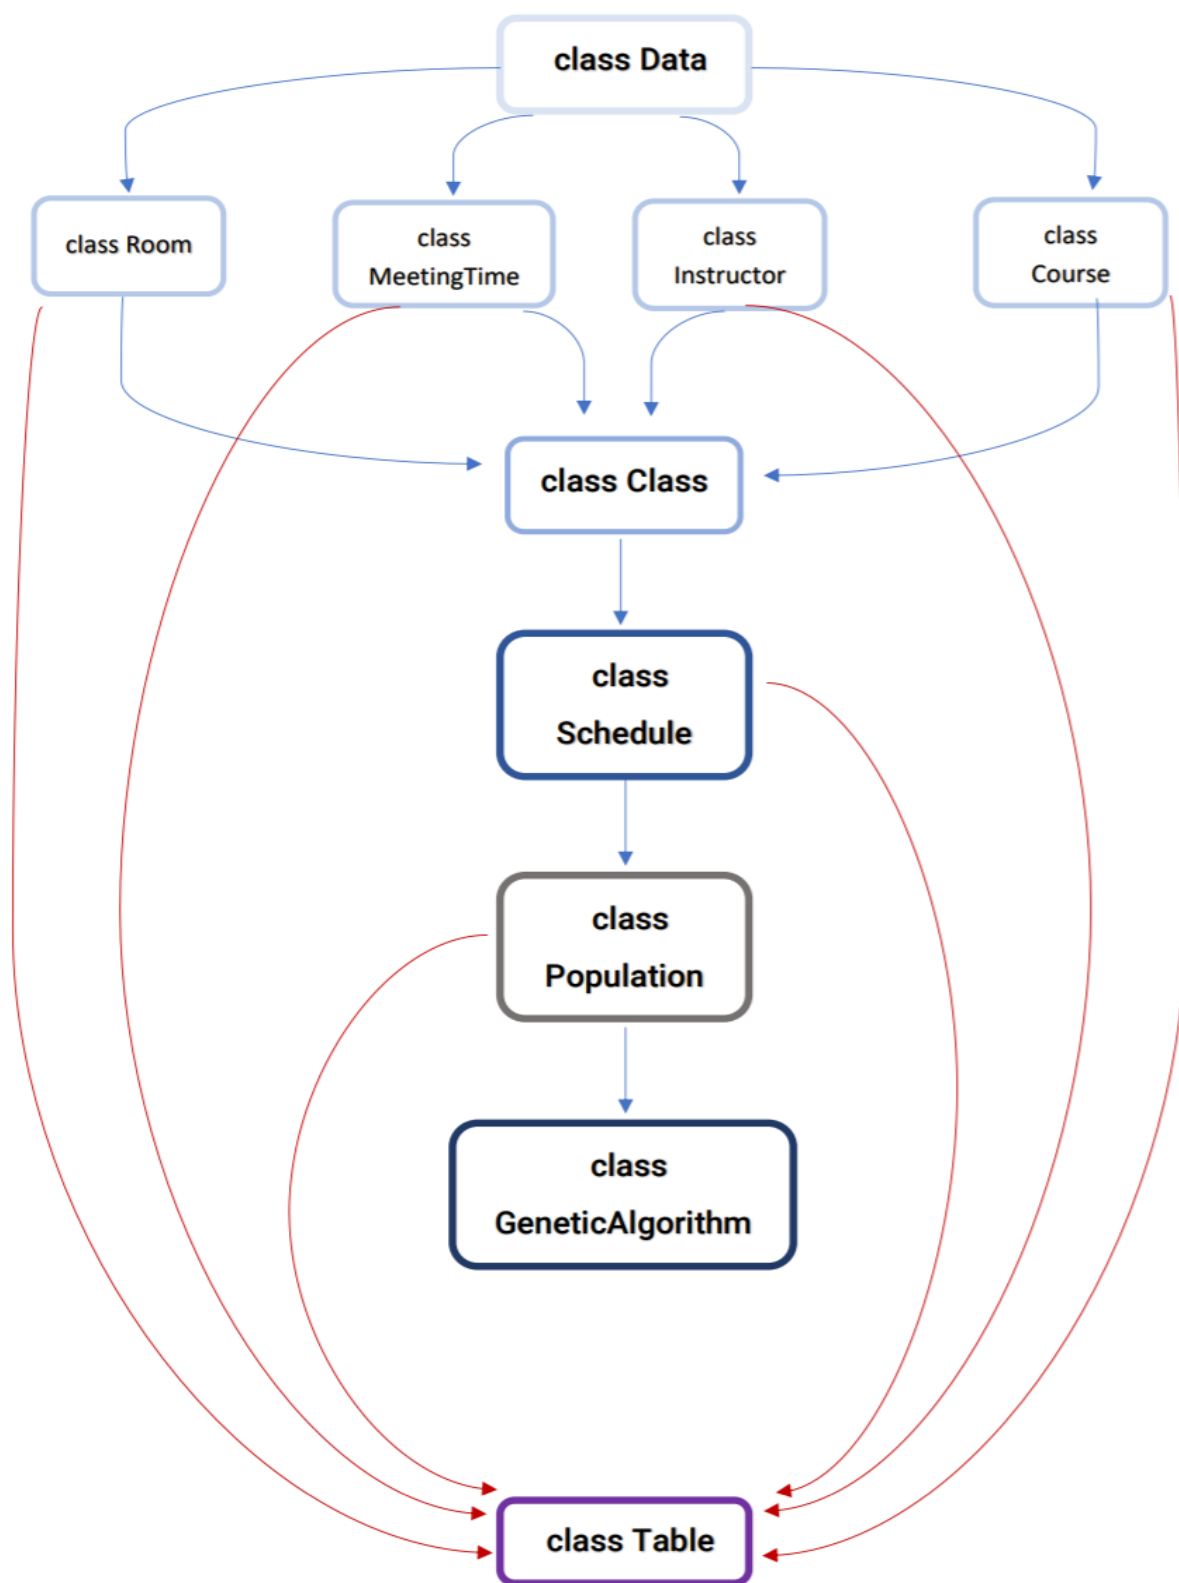 class Data
class Room
class
MeetingTime
class
Instructor
class
Course
class Class
class
Schedule
class
Population
class
GeneticAlgorithm
class Table